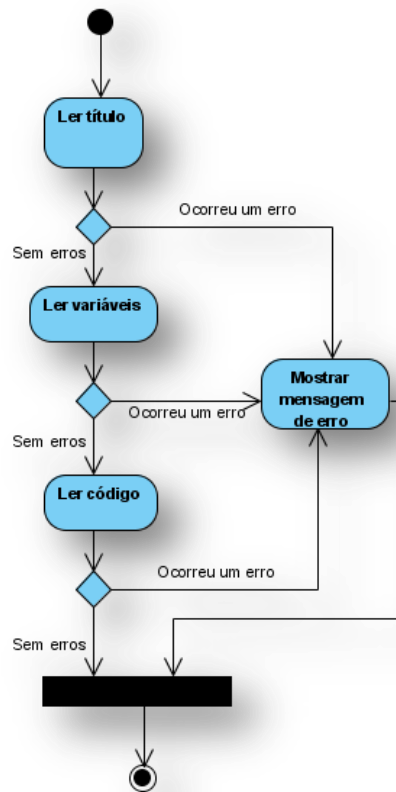 Ler título
Ocorreu um erro
Sem erros
Ler variáveis
Mostrar
mensagem
de erro
Ocorreu um erro
Sem erros
Ler código
Ocorreu um erro
Sem erros